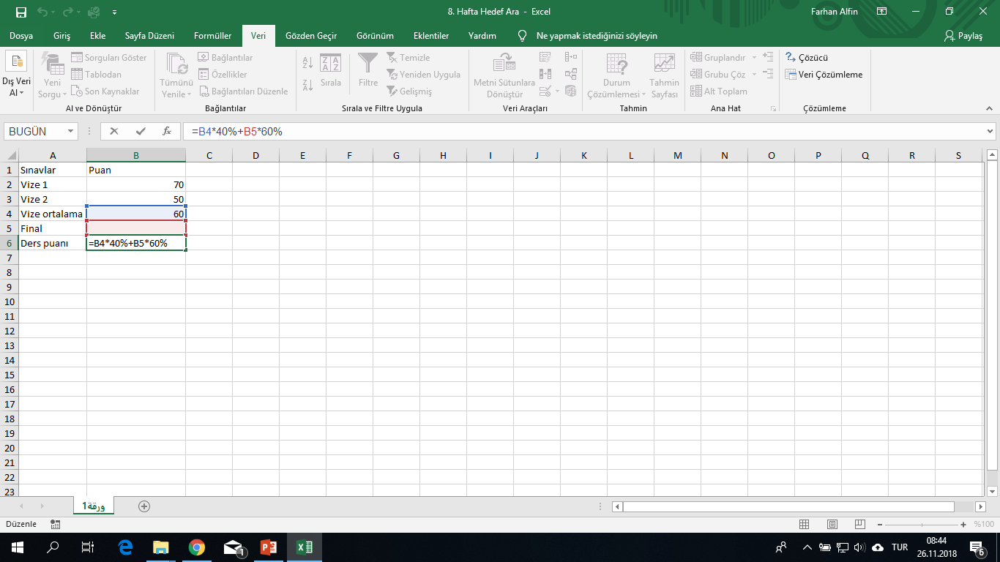 8. Hafta Hedef Ara - Excel
Farhan Alfin
Dosya Giriş Ekle Sayfa Düzeni Formüller Veri Gözden Geçir Görünüm Eklentiler Yardım Ne yapmak istediğinizi söyleyin Paylaş
Dış Veri Al
Yeni Sorgu
Sorguları Göster
Tablodan
Son Kaynaklar
Al ve Dönüştür
Tümünü Yenile
Bağlantılar
Özellikler
Bağlantıları Düzenle
Bağlantılar
Sırala
Filtre
Temizle
Yeniden Uygula
Gelişmiş
Sırala ve Filtre Uygula
Metni Sütunlara Dönüştür
Veri Araçları
Durum Çözümlemesi
Tahmin Sayfası
Tahmin
Gruplandır
Grubu Çöz
Alt Toplam
Ana Hat
Çözücü
Veri Çözümleme
Çözümleme
BUGÜN
fx
=B4*40%+B5*60%
A B C D E F G H I J K L M N O P Q R S
1 Sınavlar Puan
2 Vize 1 70
3 Vize 2 50
4 Vize ortalama 60
5 Final
6 Ders puanı =B4*40%+B5*60%
7
8
9
10
11
12
13
14
15
16
17
18
19
20
21
22
23
ورقة1
Düzenle
%100
1
TUR
08:44
26.11.2018
6